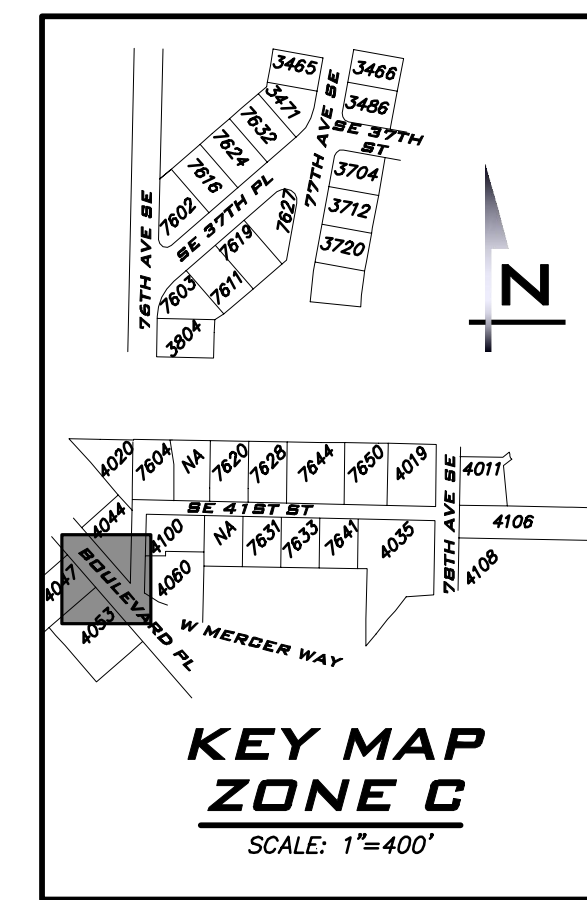 3465
3466
3471
3486
7632
SE 37TH
ST
7624
7616
77TH AVE SE
3704
7602
SE 37TH PL
7627
3712
7619
3720
76TH AVE SE
7603
7611
3804
N
4020
7604
NA
7620
7628
7644
7650
4019
78TH AVE SE
4011
SE 41ST ST
4044
4100
NA
7631
7633
7641
4035
4106
4108
4047
BOULEVARD PL
4060
4053
W MERCER WAY
KEY MAP
ZONE C
SCALE: 1"=400'